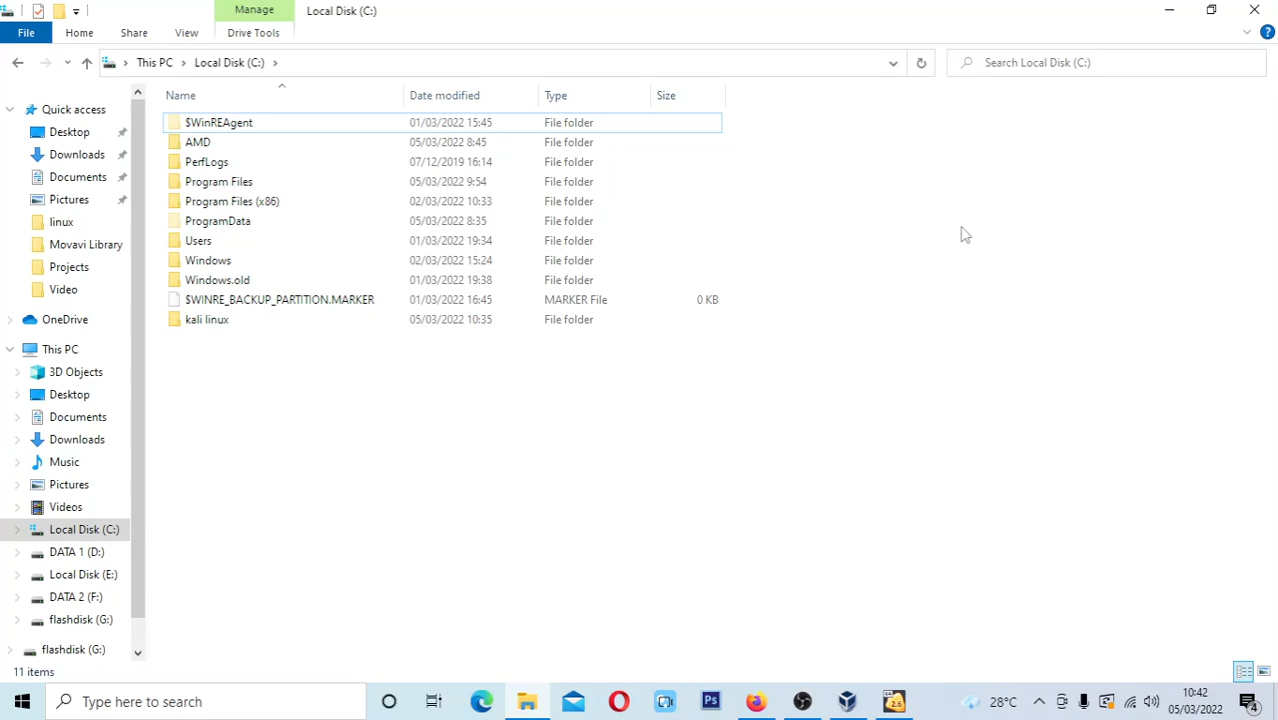 Manage
Local Disk (C:)
File
Home
Share
View
Drive Tools
This PC
Local Disk (C:)
Search Local Disk (C:)
Name
Date modified
Type
Size
$WinREAgent 01/03/2022 15:45 File folder
AMD 05/03/2022 8:45 File folder
PerfLogs 07/12/2019 16:14 File folder
Program Files 05/03/2022 9:54 File folder
Program Files (x86) 02/03/2022 10:33 File folder
ProgramData 05/03/2022 8:35 File folder
Users 01/03/2022 19:34 File folder
Windows 02/03/2022 15:24 File folder
Windows.old 01/03/2022 19:38 File folder
$WINRE_BACKUP_PARTITION.MARKER 01/03/2022 16:45 MARKER File 0 KB
kali linux 05/03/2022 10:35 File folder
Quick access
Desktop
Downloads
Documents
Pictures
linux
Movavi Library
Projects
Video
OneDrive
This PC
3D Objects
Desktop
Documents
Downloads
Music
Pictures
Videos
Local Disk (C:)
DATA 1 (D:)
Local Disk (E:)
DATA 2 (F:)
flashdisk (G:)
flashdisk (G:)
11 items
Type here to search
Ps
2.5
28°C
10:42
05/03/2022
4